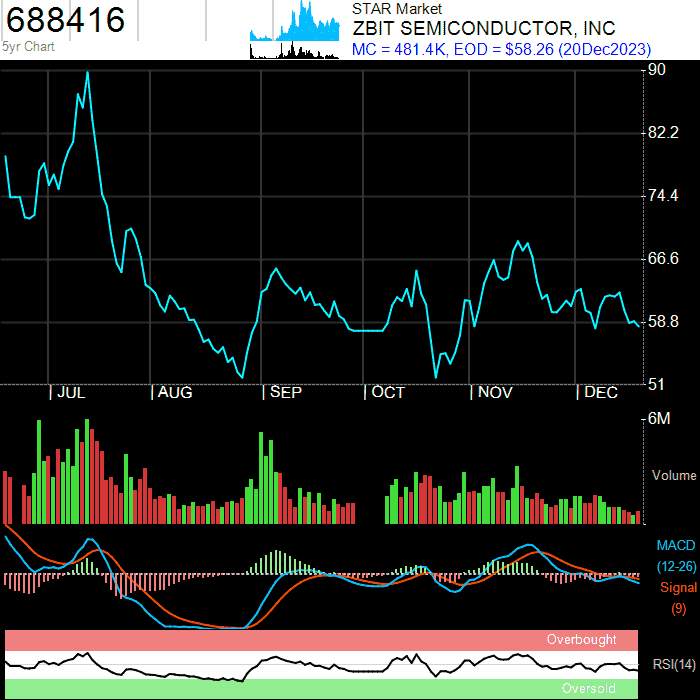 688416
5yr Chart
STAR Market
ZBIT SEMICONDUCTOR, INC
MC = 481.4K, EOD = $58.26 (20Dec2023)
90
82.2
74.4
66.6
58.8
51
JUL
AUG
SEP
OCT
NOV
DEC
6M
Volume
MACD
(12-26)
Signal
(9)
Overbought
RSI(14)
Oversold